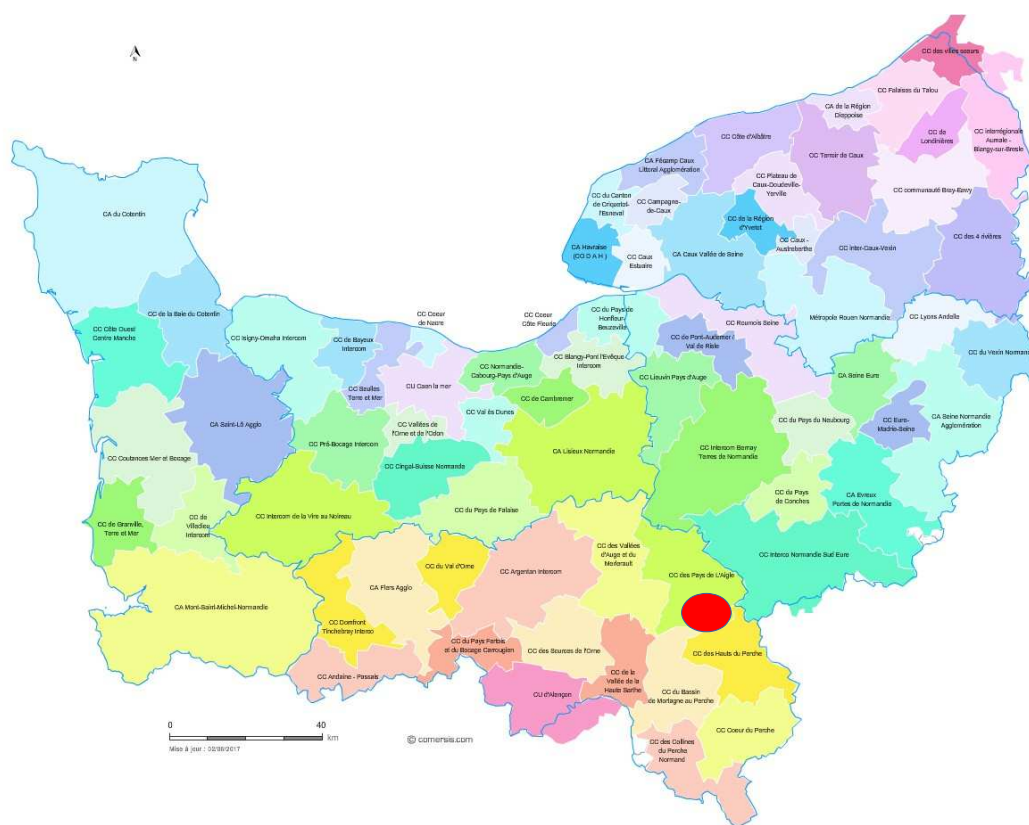 N
CC des villes sœurs
CC Falaises du Talou
CA de la Région
Dieppoise
CC de
Londinières
CC interrégionale
Aumale -
Blangy-sur-Bresle
CC Côte d'Albâtre
CC Terroir de Caux
CA Fécamp Caux
Littoral Agglomération
CC Plateau de
Caux-Doudeville-
Yerville
CC communauté Bray-Eawy
CC du Canton
de Criquetot-
l'Esneval
CC Campagne-
de-Caux
CA du Cotentin
CC de la Région
d'Yvetot
CC des 4 rivières
CA Havraise
(CO D A H )
CC Caux
Estuaire
CA Caux Vallée de Seine
CC Caux -
Austreberthe
CC Inter-Caux-Vexin
CC de la Baie du Cotentin
CC Coeur
de Nacre
CC Coeur
Côte Fleurie
CC du Pays de
Honfleur-
Beuzeville
CC Roumois Seine
Métropole Rouen Normandie
CC Lyons Andelle
CC Côte Ouest
Centre Manche
CC Isigny-Omaha Intercom
CC de Bayeux
Intercom
CC de Pont-Audemer /
Val de Risle
CC du Vexin Normand
CC Blangy-Pont l'Evêque
Intercom
CC Normandie-
Cabourg-Pays d'Auge
CC Lieuvin Pays d'Auge
CA Seine Eure
CC Seulles
Terre et Mer
CU Caen la mer
CC de Cambremer
CC Val ès Dunes
CA Saint-Lô Agglo
CC Vallées de
l'Orne et de l'Odon
CC du Pays du Neubourg
CC Eure-
Madrie-Seine
CA Seine Normandie
Agglomération
CC Pré-Bocage Intercom
CC Intercom Bernay
Terres de Normandie
CC Coutances Mer et Bocage
CC Cingal-Suisse Normande
CA Lisieux Normandie
CC du Pays
de Conches
CA Evreux
Portes de Normandie
CC de Granville,
Terre et Mer
CC de
Villedieu
Intercom
CC Intercom de la Vire au Noireau
CC du Pays de Falaise
CC des Vallées
d'Auge et du
Merlerault
CC Interco Normandie Sud Eure
CC du Val d'Orne
CC Argentan Intercom
CC des Pays de L'Aigle
CA Flers Agglo
CA Mont-Saint-Michel-Normandie
CC Domfront
Tinchebray Interco
CC du Pays Fertois
et du Bocage Carrougien
CC des Sources de l'Orne
CC des Hauts du Perche
CC Andaine - Passais
CC de la
Vallée de la
Haute Sarthe
CU d'Alençon
CC du Bassin
de Mortagne au Perche
CC Coeur du Perche
CC des Collines
du Perche
Normand
0 40
km
Mise à jour : 02/08/2017
© comersis.com